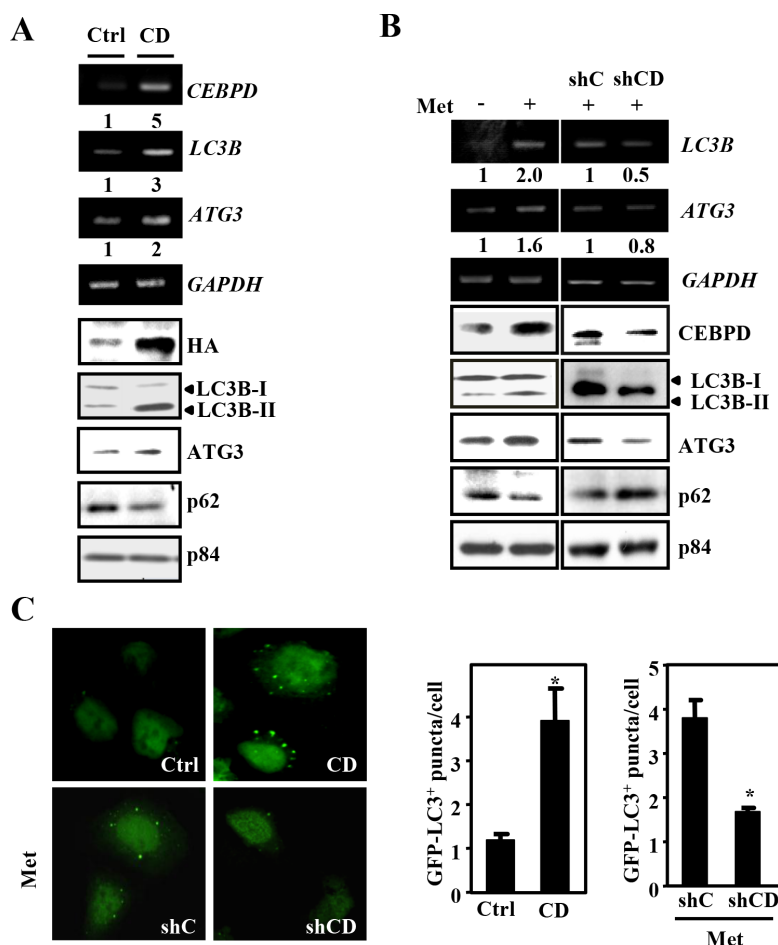 A
Ctrl CD
CEBPD
1 5
LC3B
1 3
ATG3
1 2
GAPDH
HA
LC3B-I
LC3B-II
ATG3
p62
p84
B
shC shCD
Met - + + +
LC3B
1 2.0 1 0.5
ATG3
1 1.6 1 0.8
GAPDH
CEBPD
LC3B-I
LC3B-II
ATG3
p62
p84
C
Ctrl
CD
Met
shC
shCD
GFP-LC3+ puncta/cell
4
3
2
1
0
*
Ctrl CD
GFP-LC3+ puncta/cell
5
4
3
2
1
0
*
shC shCD
Met